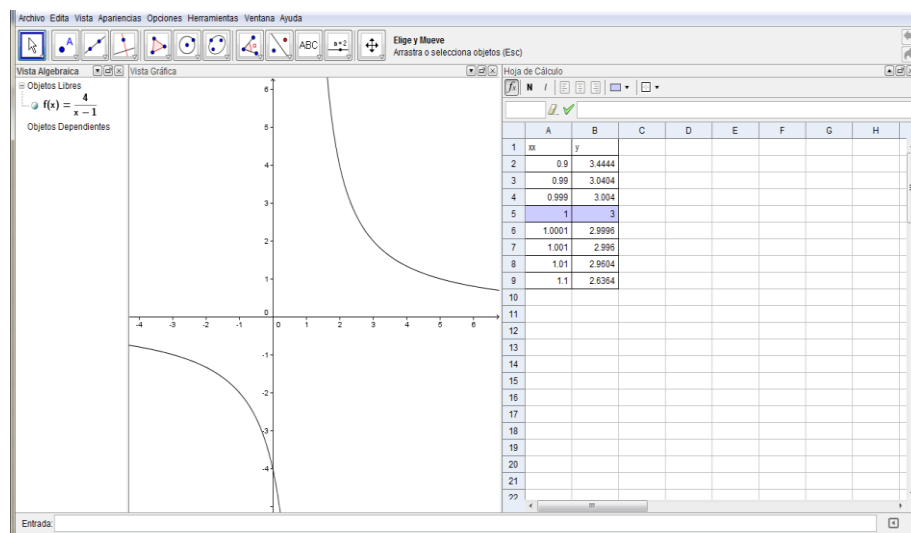 Archivo Edita Vista Apariencias Opciones Herramientas Ventana Ayuda
A
ABC
a=2
Elige y Mueve
Arrastra o selecciona objetos (Esc)
Vista Algebraica
Objetos Libres
f(x) = 4 / x − 1
Objetos Dependientes
Vista Gráfica
6
5
4
3
2
1
0
-1
-2
-3
-4
-4 -3 -2 -1 0 1 2 3 4 5 6
Hoja de Cálculo
fx N I
A B C D E F G H
1 xx y
2 0.9 3.4444
3 0.99 3.0404
4 0.999 3.004
5 1 3
6 1.0001 2.9996
7 1.001 2.996
8 1.01 2.9604
9 1.1 2.6364
10
11
12
13
14
15
16
17
18
19
20
21
22
Entrada: